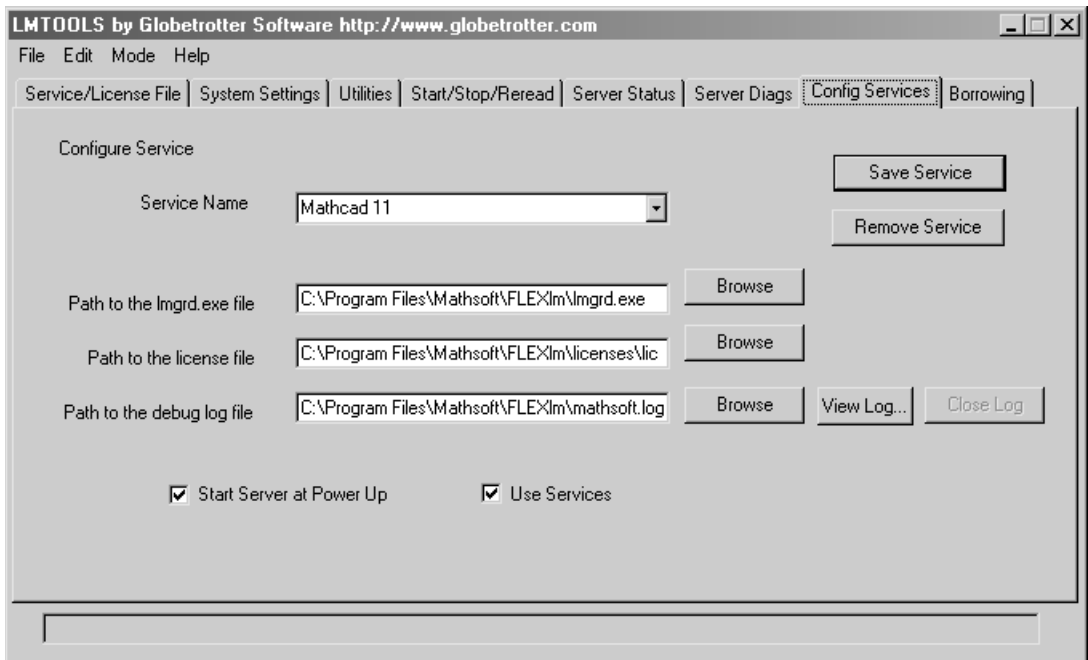 LMTOOLS by Globetrotter Software http://www.globetrotter.com
File Edit Mode Help
Service/License File System Settings Utilities Start/Stop/Reread Server Status Server Diags Config Services Borrowing
Configure Service
Save Service
Service Name Mathcad 11
Remove Service
Path to the lmgrd.exe file C:\Program Files\Mathsoft\FLEXlm\lmgrd.exe Browse
Path to the license file C:\Program Files\Mathsoft\FLEXlm\licenses\lic Browse
Path to the debug log file C:\Program Files\Mathsoft\FLEXlm\mathsoft.log Browse View Log... Close Log
Start Server at Power Up Use Services